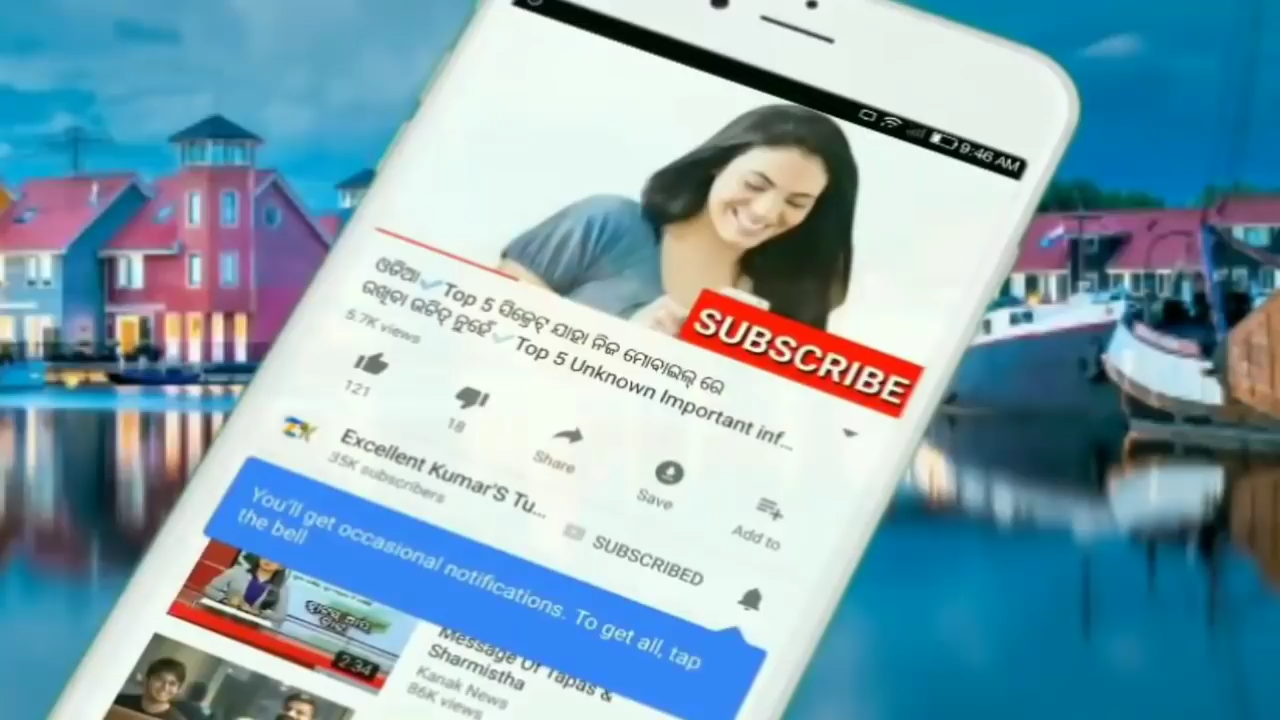 9:46 AM
SUBSCRIBE
ଓଡିଆ✅Top 5 ସିକ୍ରେଟ୍ ଯାହା ନିଜ ମୋବାଇଲ୍ ରେ
ରଖିବା ଉଚିତ୍ ନୁହେଁ✅Top 5 Unknown Important inf...
5.7K views
121
18
Share
Save
Add to
Excellent Kumar'S Tu...
35K subscribers
SUBSCRIBED
You'll get occasional notifications. To get all, tap
the bell
2:34
Message Of Tapas &
Sharmistha
Kanak News
86K views